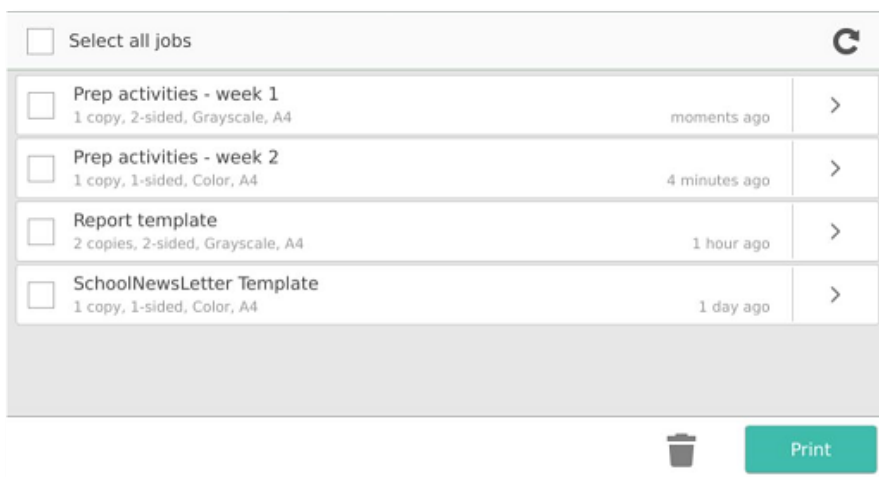 Select all jobs
Prep activities - week 1
1 copy, 2-sided, Grayscale, A4
moments ago
Prep activities - week 2
1 copy, 1-sided, Color, A4
4 minutes ago
Report template
2 copies, 2-sided, Grayscale, A4
1 hour ago
SchoolNewsLetter Template
1 copy, 1-sided, Color, A4
1 day ago
Print